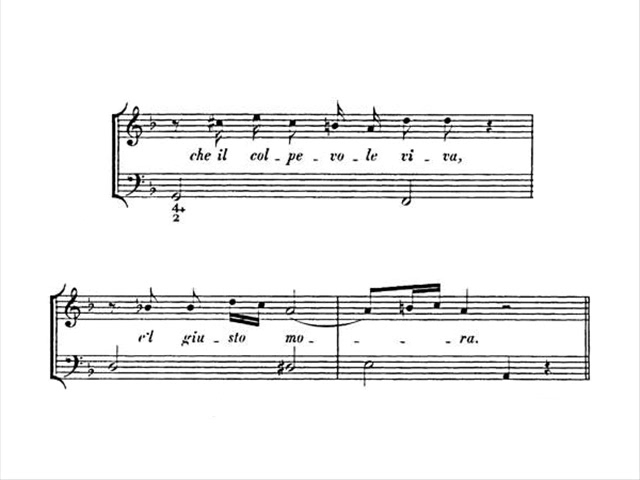 che il col - pe - vo - le vi - va,
4+
2
e'l giu - sto mo - - - ra.